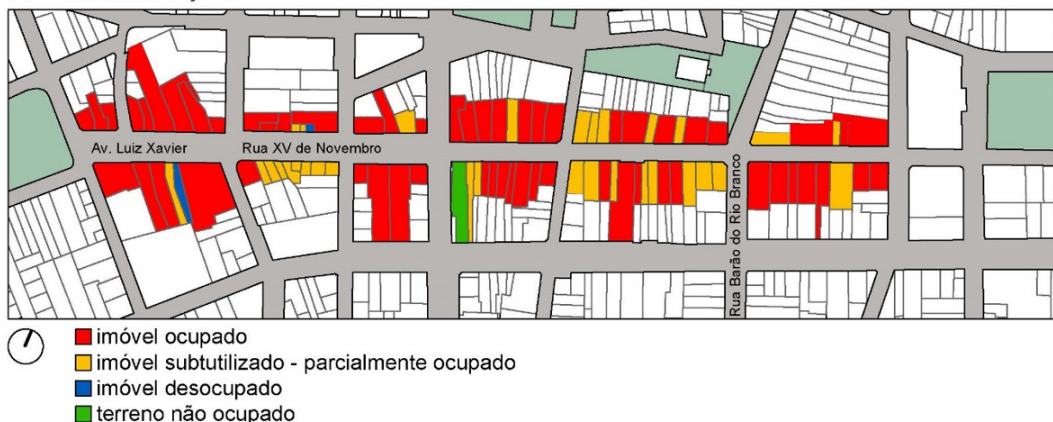 Av. Luiz Xavier
Rua XV de Novembro
Rua Barão do Rio Branco
imóvel ocupado
imóvel subtutilizado - parcialmente ocupado
imóvel desocupado
terreno não ocupado